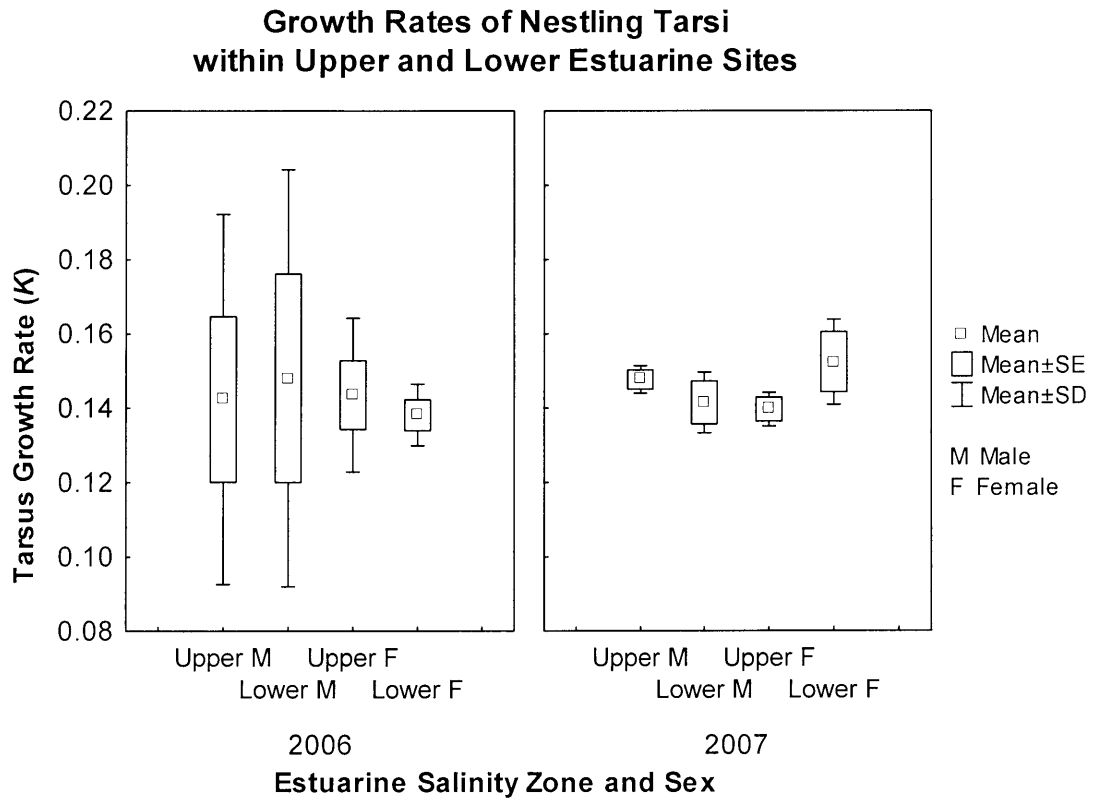 Growth Rates of Nestling Tarsi
within Upper and Lower Estuarine Sites
Tarsus Growth Rate (K)
0.22
0.20
0.18
0.16
0.14
0.12
0.10
0.08
Upper M
Lower M
Upper F
Lower F
2006
Upper M
Lower M
Upper F
Lower F
2007
Estuarine Salinity Zone and Sex
Mean
Mean±SE
Mean±SD
M Male
F Female